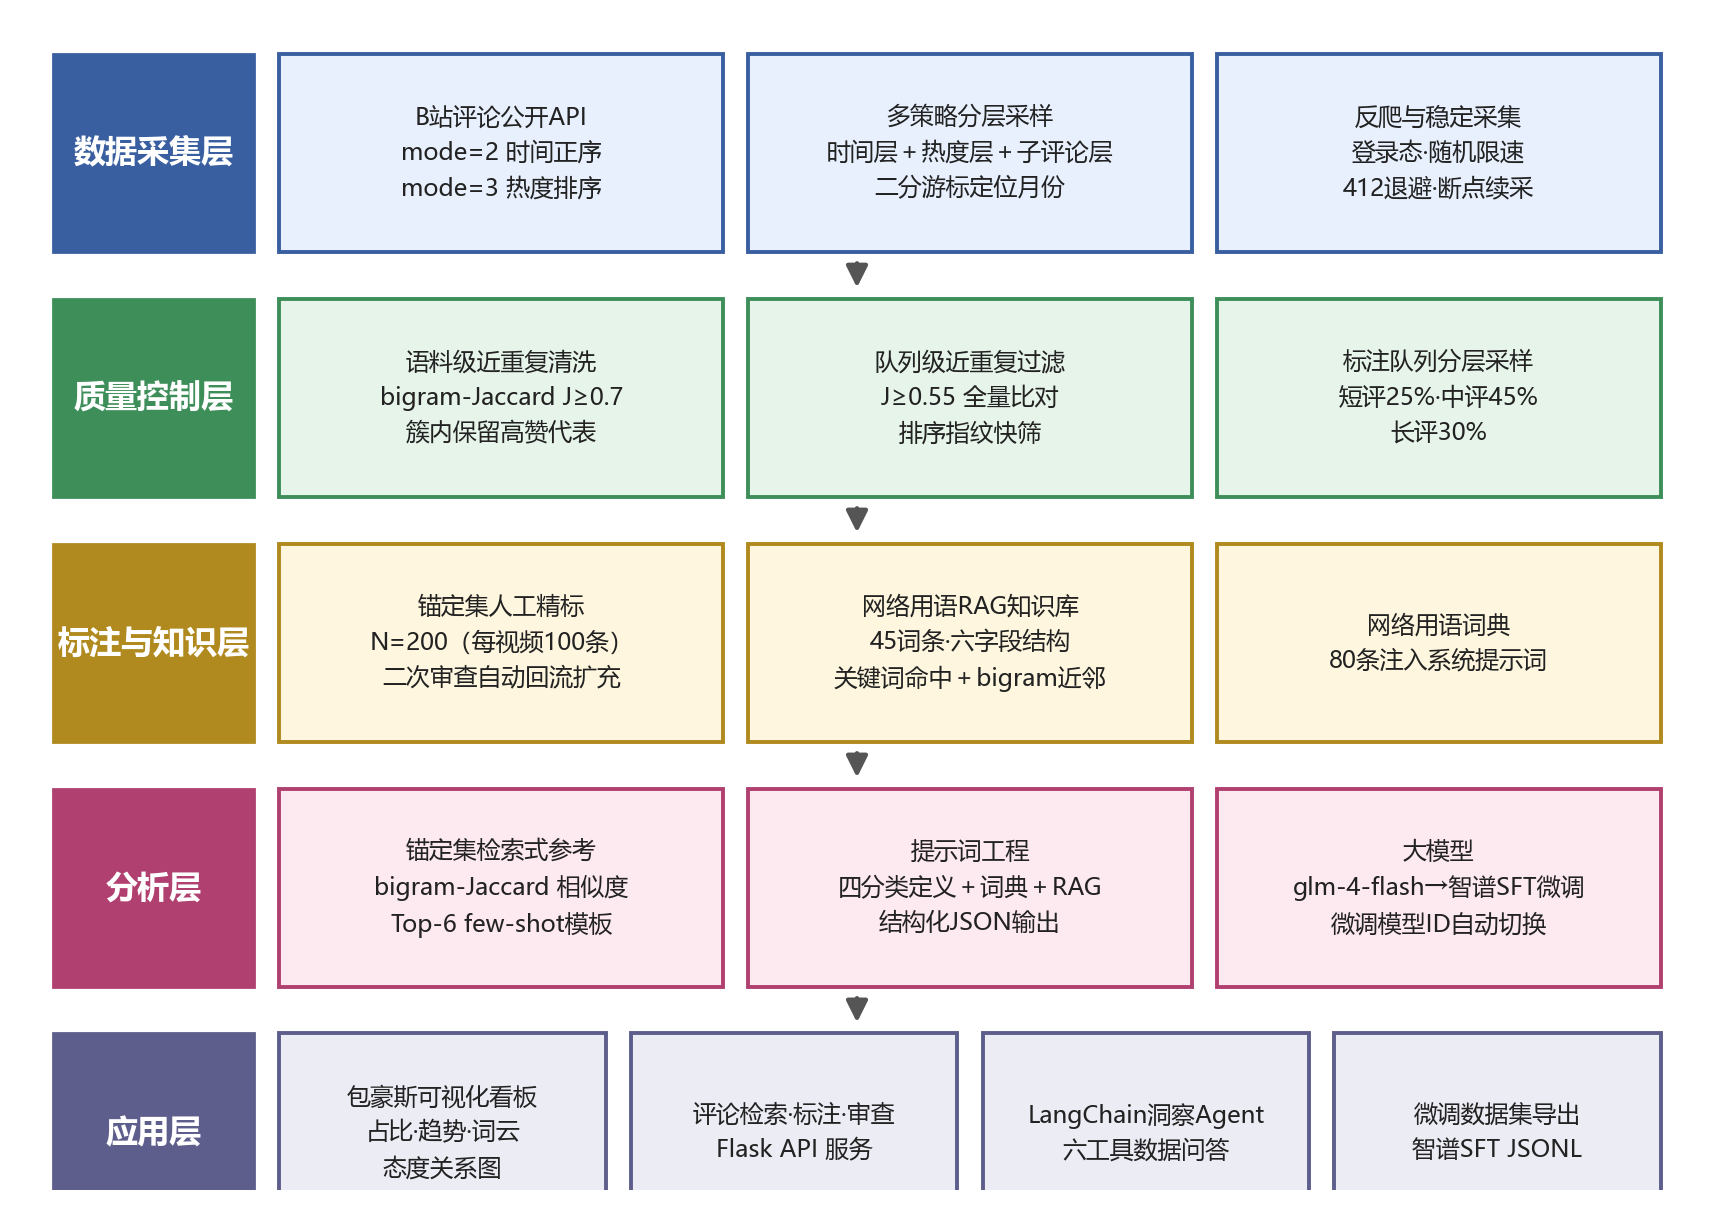 数据采集层
B站评论公开API
mode=2 时间正序
mode=3 热度排序
多策略分层采样
时间层+热度层+子评论层
二分游标定位月份
反爬与稳定采集
登录态·随机限速
412退避·断点续采
质量控制层
语料级近重复清洗
bigram-Jaccard J≥0.7
簇内保留高赞代表
队列级近重复过滤
J≥0.55 全量比对
排序指纹快筛
标注队列分层采样
短评25%·中评45%
长评30%
标注与知识层
锚定集人工精标
N=200（每视频100条）
二次审查自动回流扩充
网络用语RAG知识库
45词条·六字段结构
关键词命中+bigram近邻
网络用语词典
80条注入系统提示词
分析层
锚定集检索式参考
bigram-Jaccard 相似度
Top-6 few-shot模板
提示词工程
四分类定义+词典+RAG
结构化JSON输出
大模型
glm-4-flash→智谱SFT微调
微调模型ID自动切换
应用层
包豪斯可视化看板
占比·趋势·词云
态度关系图
评论检索·标注·审查
Flask API 服务
LangChain洞察Agent
六工具数据问答
微调数据集导出
智谱SFT JSONL